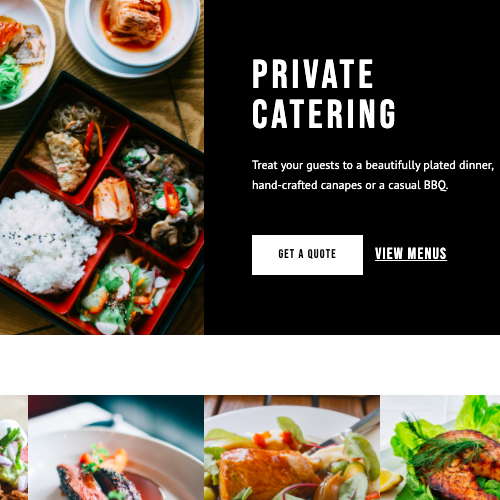 PRIVATE
CATERING
Treat your guests to a beautifully plated dinner,
hand-crafted canapes or a casual BBQ.
GET A QUOTE
VIEW MENUS